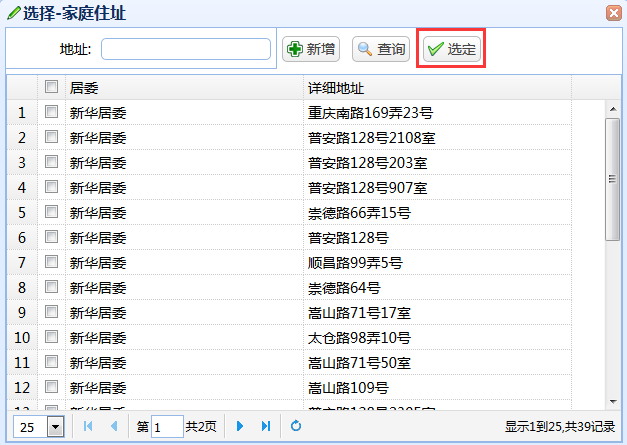 选择-家庭住址
地址: 新增 查询 选定
居委 详细地址
1 新华居委 重庆南路169弄23号
2 新华居委 普安路128号2108室
3 新华居委 普安路128号203室
4 新华居委 普安路128号907室
5 新华居委 崇德路66弄15号
6 新华居委 普安路128号
7 新华居委 顺昌路99弄5号
8 新华居委 崇德路64号
9 新华居委 嵩山路71号17室
10 新华居委 太仓路98弄10号
11 新华居委 嵩山路71号50室
12 新华居委 嵩山路109号
25 第 1 共2页 显示1到25,共39记录